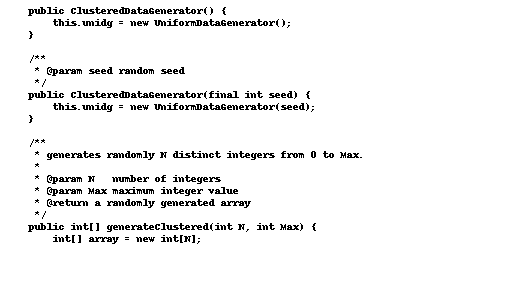 public ClusteredDataGenerator() {
this.unidg = new UniformDataGenerator();
}
/**
* @param seed random seed
*/
public ClusteredDataGenerator(final int seed) {
this.unidg = new UniformDataGenerator(seed);
}
/**
* generates randomly N distinct integers from 0 to Max.
*
* @param N   number of integers
* @param Max maximum integer value
* @return a randomly generated array
*/
public int[] generateClustered(int N, int Max) {
int[] array = new int[N];